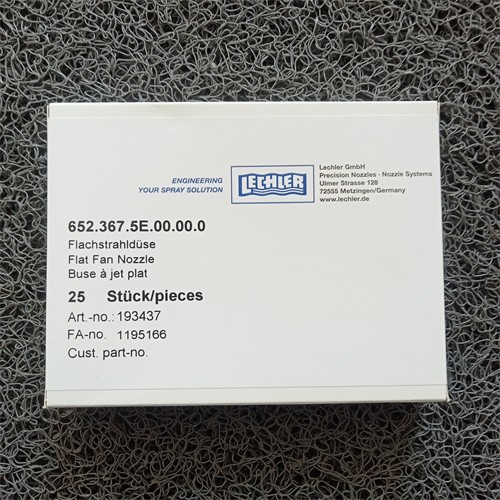 ENGINEERING
YOUR SPRAY SOLUTION
LECHLER
Lechler GmbH
Precision Nozzles · Nozzle Systems
Ulmer Strasse 128
72555 Metzingen/Germany
www.lechler.de
652.367.5E.00.00.0
Flachstrahldüse
Flat Fan Nozzle
Buse à jet plat
25 Stück/pieces
Art.-no.: 193437
FA-no. 1195166
Cust. part-no.